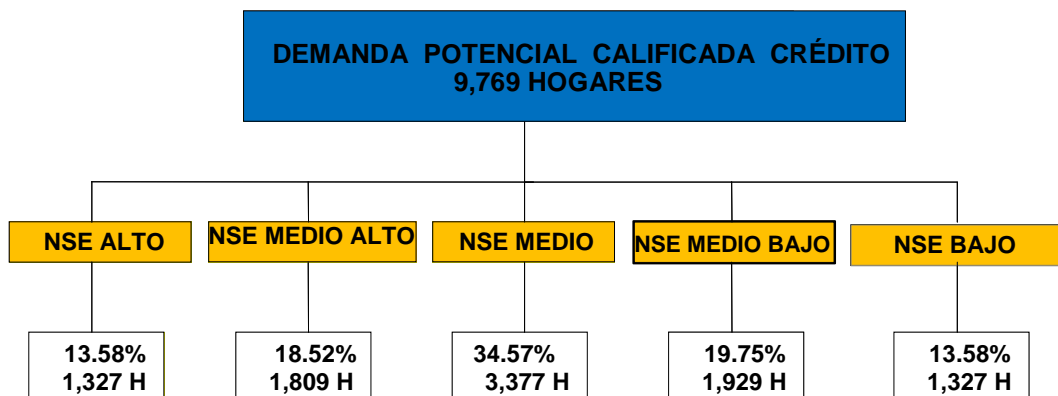 DEMANDA POTENCIAL CALIFICADA CRÉDITO
9,769 HOGARES
NSE ALTO
NSE MEDIO ALTO
NSE MEDIO
NSE MEDIO BAJO
NSE BAJO
13.58%
1,327 H
18.52%
1,809 H
34.57%
3,377 H
19.75%
1,929 H
13.58%
1,327 H